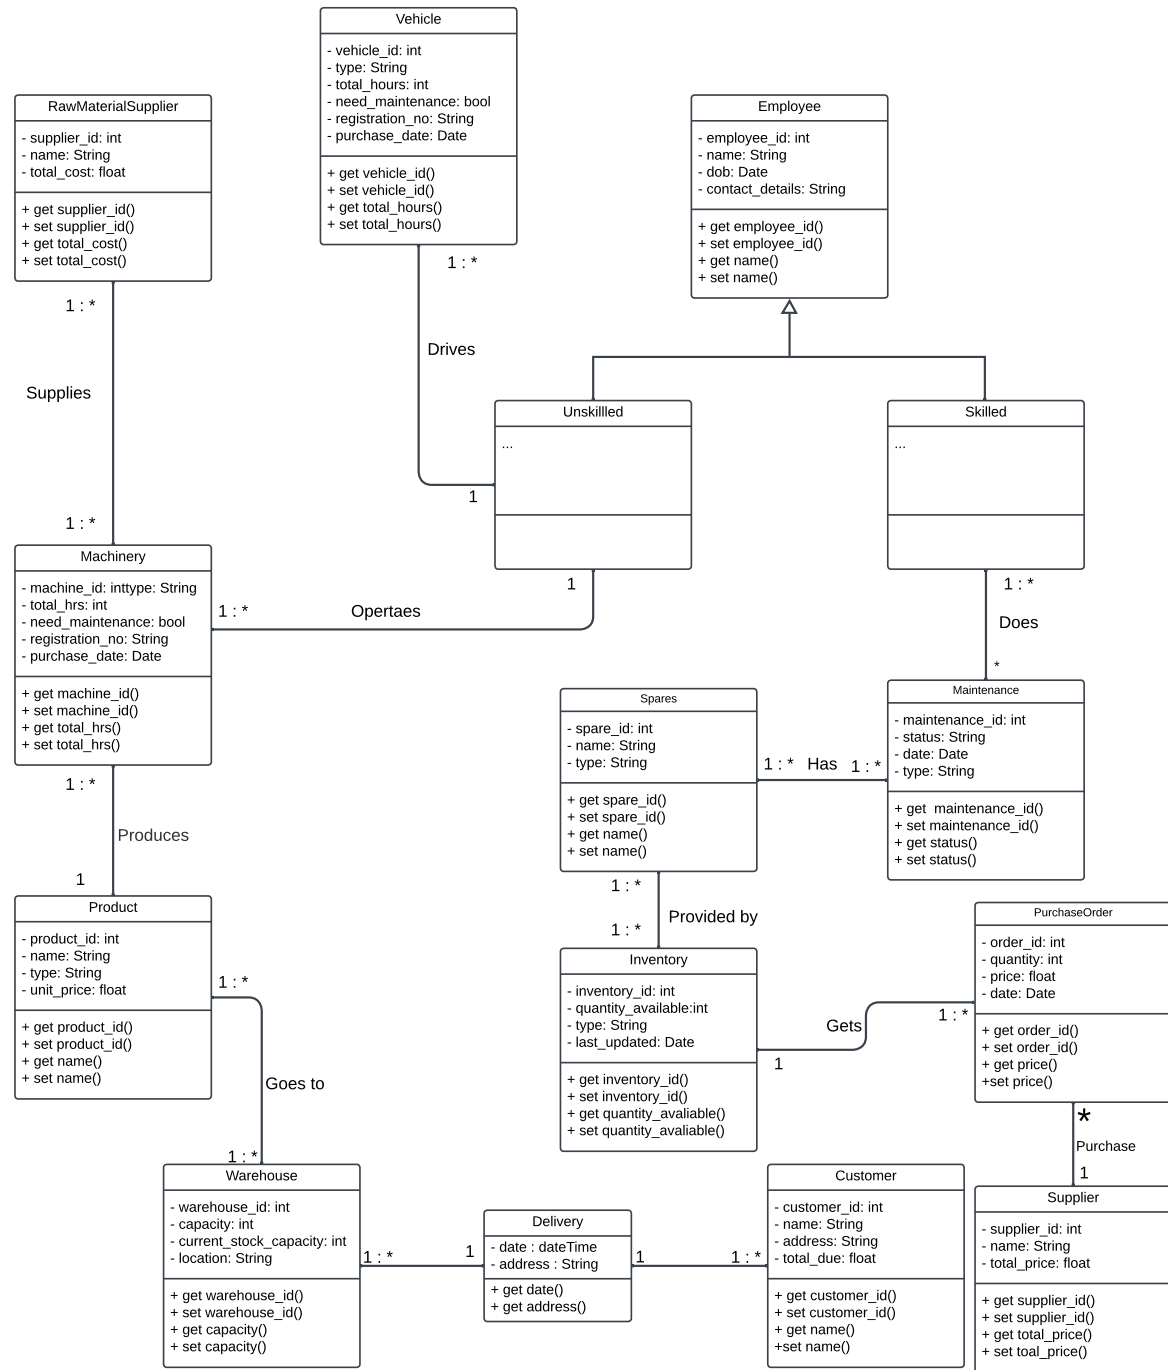 Vehicle
- vehicle_id: int
- type: String
- total_hours: int
- need_maintenance: bool
- registration_no: String
- purchase_date: Date
+ get vehicle_id()
+ set vehicle_id()
+ get total_hours()
+ set total_hours()
1 : *
Drives
1
RawMaterialSupplier
- supplier_id: int
- name: String
- total_cost: float
+ get supplier_id()
+ set supplier_id()
+ get total_cost()
+ set total_cost()
1 : *
Supplies
1 : *
Employee
- employee_id: int
- name: String
- dob: Date
- contact_details: String
+ get employee_id()
+ set employee_id()
+ get name()
+ set name()
Unskillled
...
1
Skilled
...
1 : *
Does
*
Machinery
- machine_id: inttype: String
- total_hrs: int
- need_maintenance: bool
- registration_no: String
- purchase_date: Date
+ get machine_id()
+ set machine_id()
+ get total_hrs()
+ set total_hrs()
1 : *
Opertaes
1 : *
Produces
1
Spares
- spare_id: int
- name: String
- type: String
+ get spare_id()
+ set spare_id()
+ get name()
+ set name()
1 : * Has 1 : *
Maintenance
- maintenance_id: int
- status: String
- date: Date
- type: String
+ get  maintenance_id()
+ set maintenance_id()
+ get status()
+ set status()
1 : *
Provided by
1 : *
Product
- product_id: int
- name: String
- type: String
- unit_price: float
+ get product_id()
+ set product_id()
+ get name()
+ set name()
1 : *
Goes to
1 : *
Inventory
- inventory_id: int
- quantity_available:int
- type: String
- last_updated: Date
+ get inventory_id()
+ set inventory_id()
+ get quantity_avaliable()
+ set quantity_avaliable()
1
Gets
1 : *
PurchaseOrder
- order_id: int
- quantity: int
- price: float
- date: Date
+ get order_id()
+ set order_id()
+ get price()
+set price()
*
Purchase
1
Warehouse
- warehouse_id: int
- capacity: int
- current_stock_capacity: int
- location: String
+ get warehouse_id()
+ set warehouse_id()
+ get capacity()
+ set capacity()
1 : *
1
Delivery
- date : dateTime
- address : String
+ get date()
+ get address()
1
1 : *
Customer
- customer_id: int
- name: String
- address: String
- total_due: float
+ get customer_id()
+ set customer_id()
+ get name()
+set name()
Supplier
- supplier_id: int
- name: String
- total_price: float
+ get supplier_id()
+ set supplier_id()
+ get total_price()
+ set toal_price()